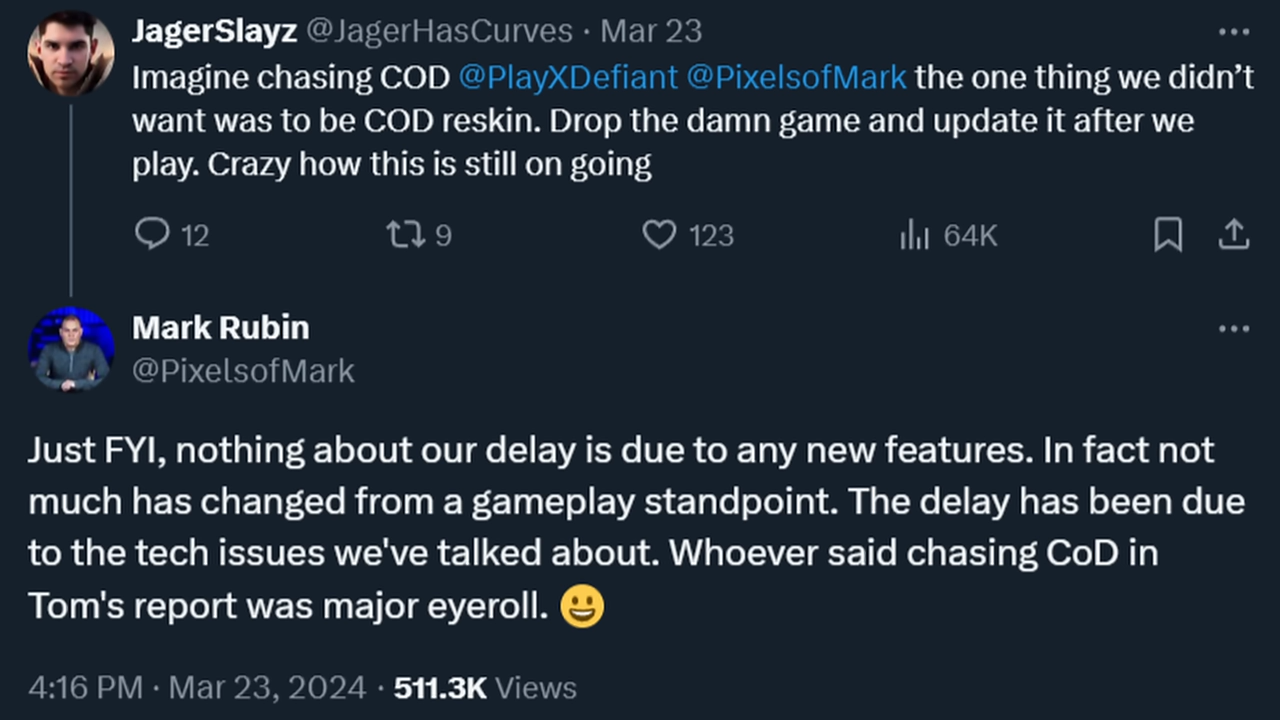 JagerSlayz @JagerHasCurves · Mar 23
Imagine chasing COD @PlayXDefiant @PixelsofMark the one thing we didn’t
want was to be COD reskin. Drop the damn game and update it after we
play. Crazy how this is still on going
12 9 123 64K
Mark Rubin
@PixelsofMark
Just FYI, nothing about our delay is due to any new features. In fact not
much has changed from a gameplay standpoint. The delay has been due
to the tech issues we've talked about. Whoever said chasing CoD in
Tom's report was major eyeroll. 😀
4:16 PM · Mar 23, 2024 · 511.3K Views